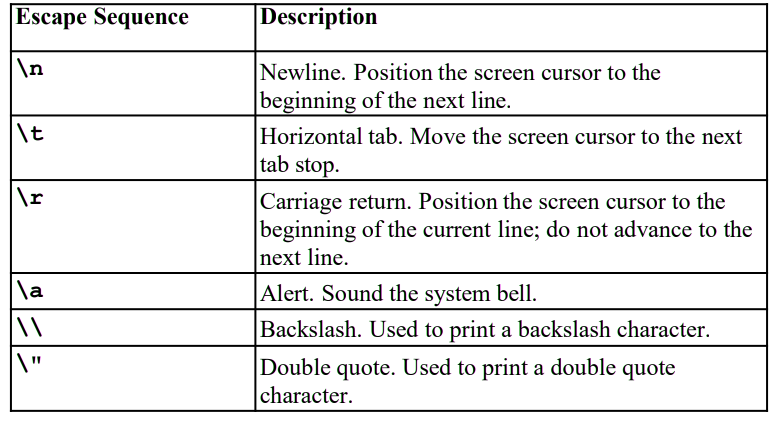 Escape Sequence Description
\n Newline. Position the screen cursor to the
beginning of the next line.
\t Horizontal tab. Move the screen cursor to the next
tab stop.
\r Carriage return. Position the screen cursor to the
beginning of the current line; do not advance to the
next line.
\a Alert. Sound the system bell.
\\ Backslash. Used to print a backslash character.
\" Double quote. Used to print a double quote
character.